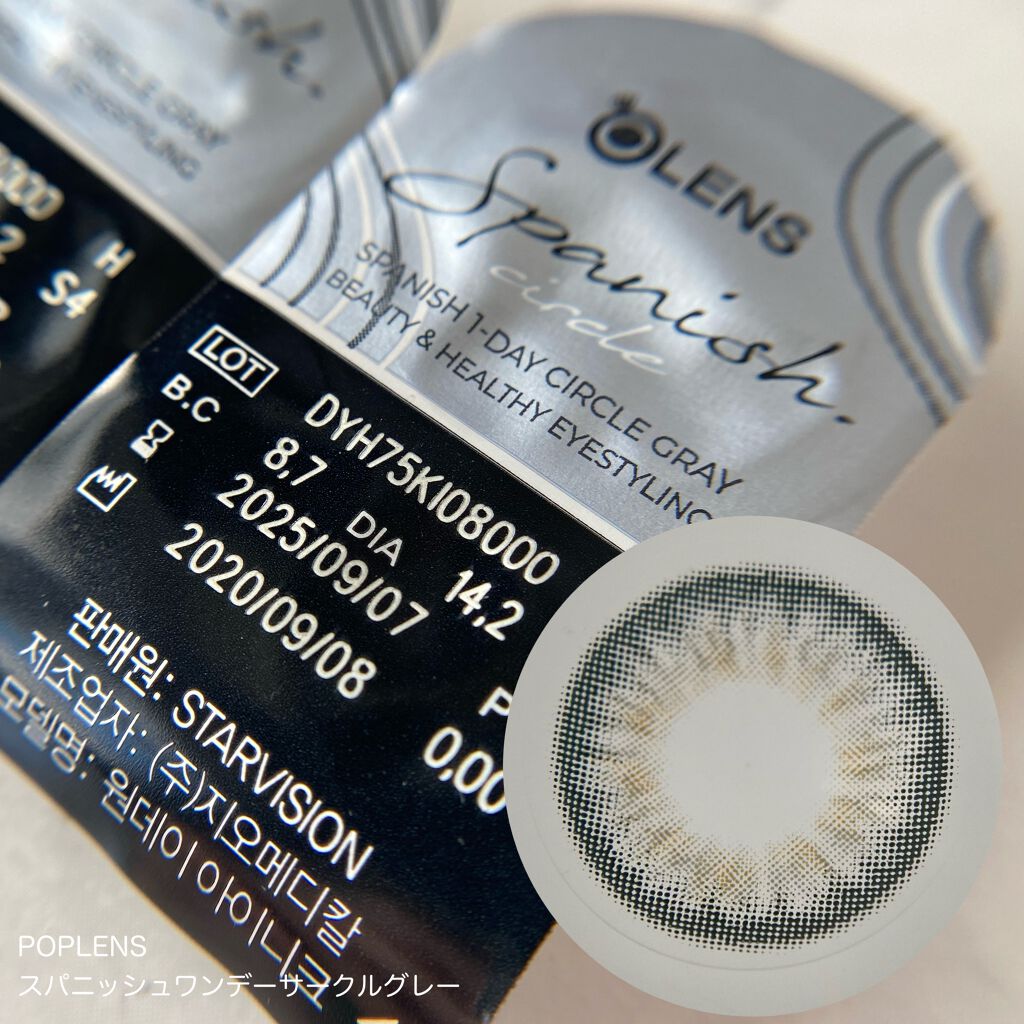 OLENS
Spanish.
circle
SPANISH 1-DAY CIRCLE GRAY
BEAUTY & HEALTHY EYESTYLING
LOT DYH75KI08000
B.C 8,7 DIA 14,2
2025/09/07
2020/09/08
0,00
판매원: STARVISION
제조업자: (주)지오메디칼
모델명: 원데이아이니크
CIRCLE GRAY
EYESTYLING
H
S4
POPLENS
スパニッシュワンデーサークルグレー